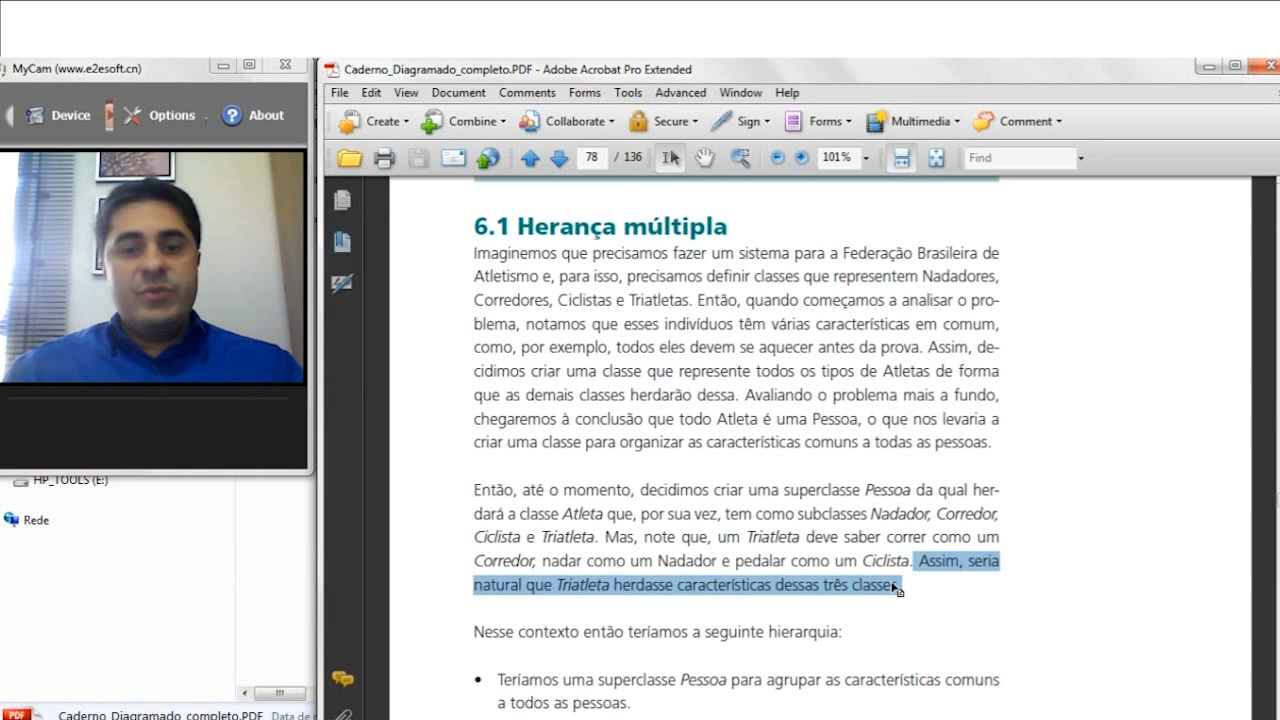 MyCam (www.e2esoft.cn)
Device
Options
About
HP_TOOLS (E:)
Rede
Caderno_Diagramado_completo.PDF Data de
Caderno_Diagramado_completo.PDF - Adobe Acrobat Pro Extended
File Edit View Document Comments Forms Tools Advanced Window Help
Create Combine Collaborate Secure Sign Forms Multimedia Comment
78 / 136 101% Find
6.1 Herança múltipla
Imaginemos que precisamos fazer um sistema para a Federação Brasileira de
Atletismo e, para isso, precisamos definir classes que representem Nadadores,
Corredores, Ciclistas e Triatletas. Então, quando começamos a analisar o pro-
blema, notamos que esses indivíduos têm várias características em comum,
como, por exemplo, todos eles devem se aquecer antes da prova. Assim, de-
cidimos criar uma classe que represente todos os tipos de Atletas de forma
que as demais classes herdarão dessa. Avaliando o problema mais a fundo,
chegaremos à conclusão que todo Atleta é uma Pessoa, o que nos levaria a
criar uma classe para organizar as características comuns a todas as pessoas.
Então, até o momento, decidimos criar uma superclasse Pessoa da qual her-
dará a classe Atleta que, por sua vez, tem como subclasses Nadador, Corredor,
Ciclista e Triatleta. Mas, note que, um Triatleta deve saber correr como um
Corredor, nadar como um Nadador e pedalar como um Ciclista. Assim, seria
natural que Triatleta herdasse características dessas três classes
Nesse contexto então teríamos a seguinte hierarquia:
• Teríamos uma superclasse Pessoa para agrupar as características comuns
a todos as pessoas.
PDF